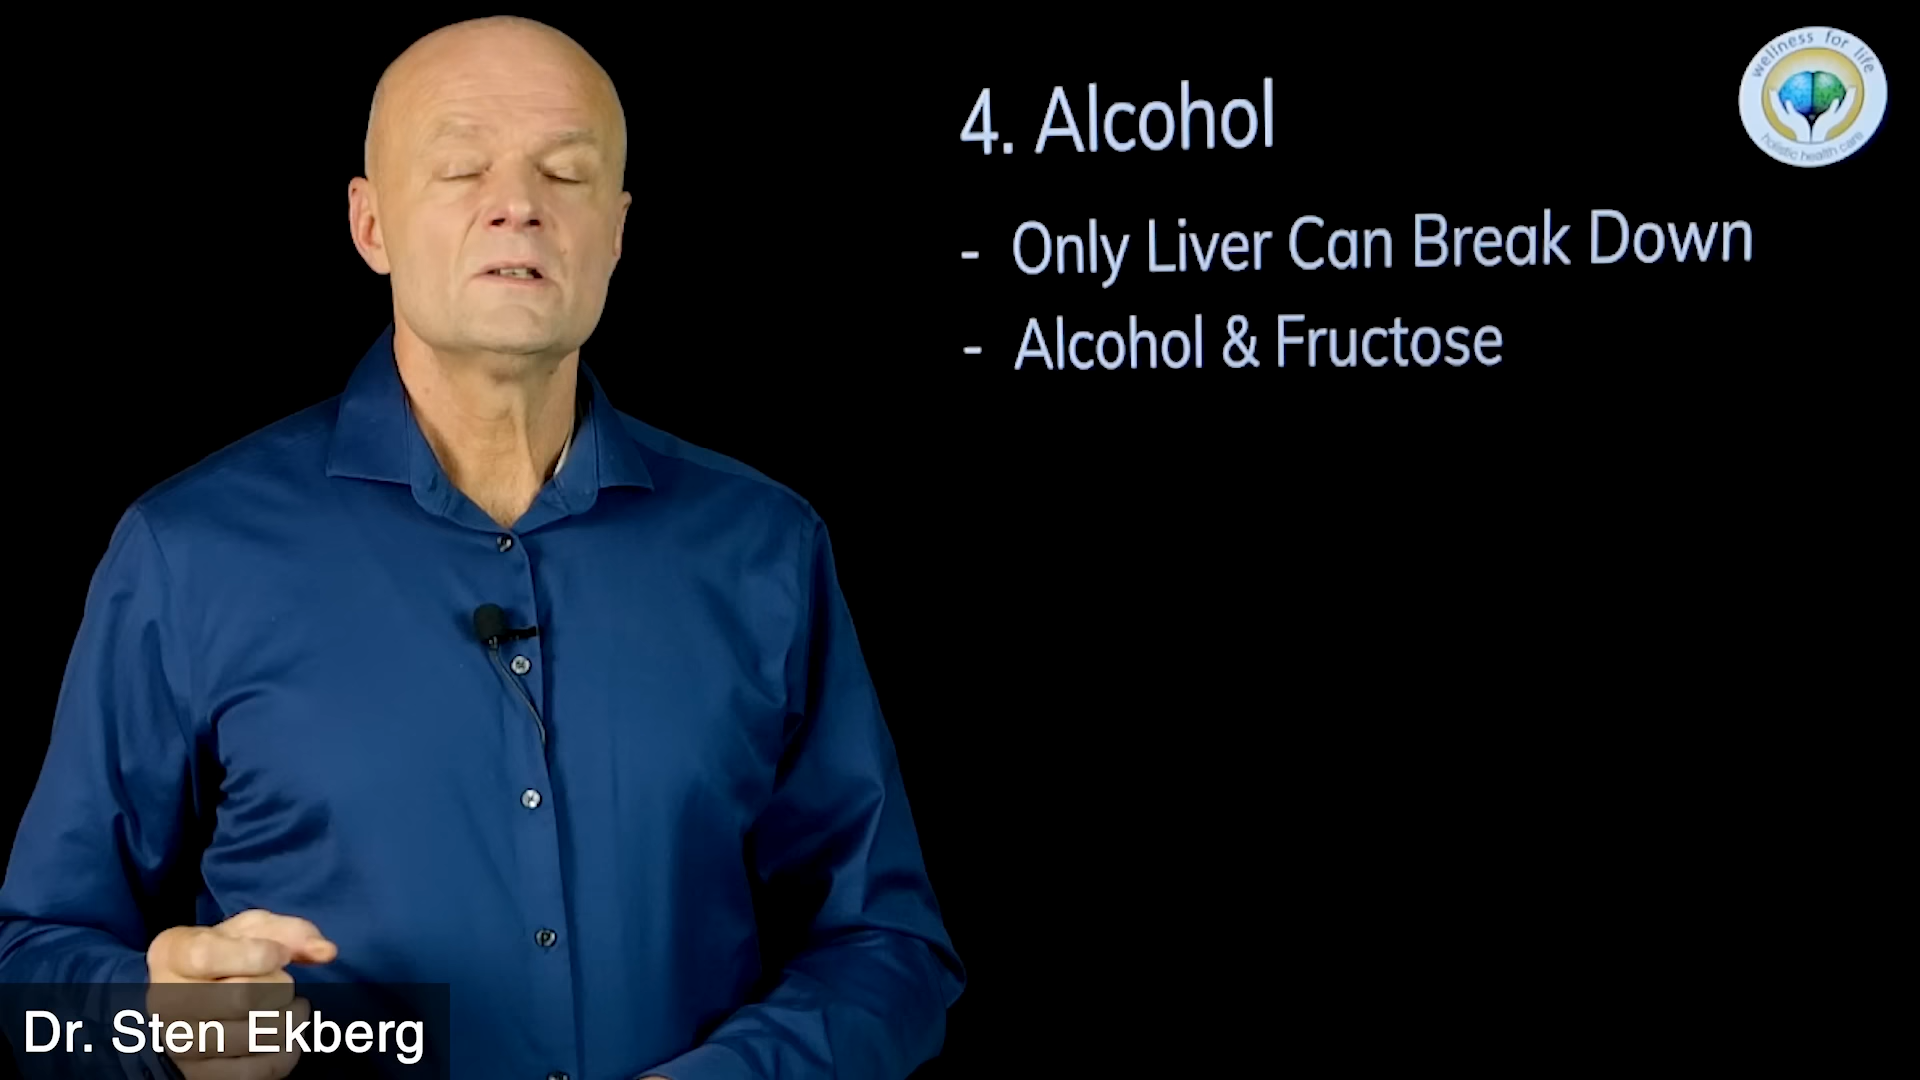 wellness for life
holistic health care
4. Alcohol
- Only Liver Can Break Down
- Alcohol & Fructose
Dr. Sten Ekberg